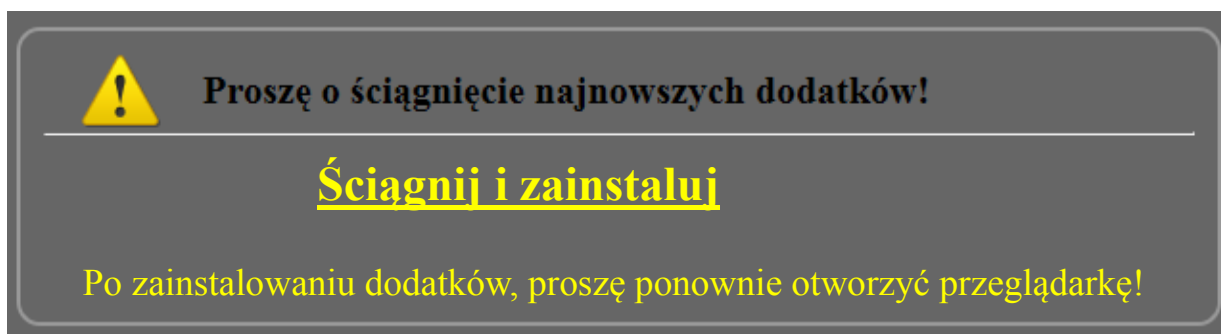 Proszę o ściągnięcie najnowszych dodatków!
Ściągnij i zainstaluj
Po zainstalowaniu dodatków, proszę ponownie otworzyć przeglądarkę!